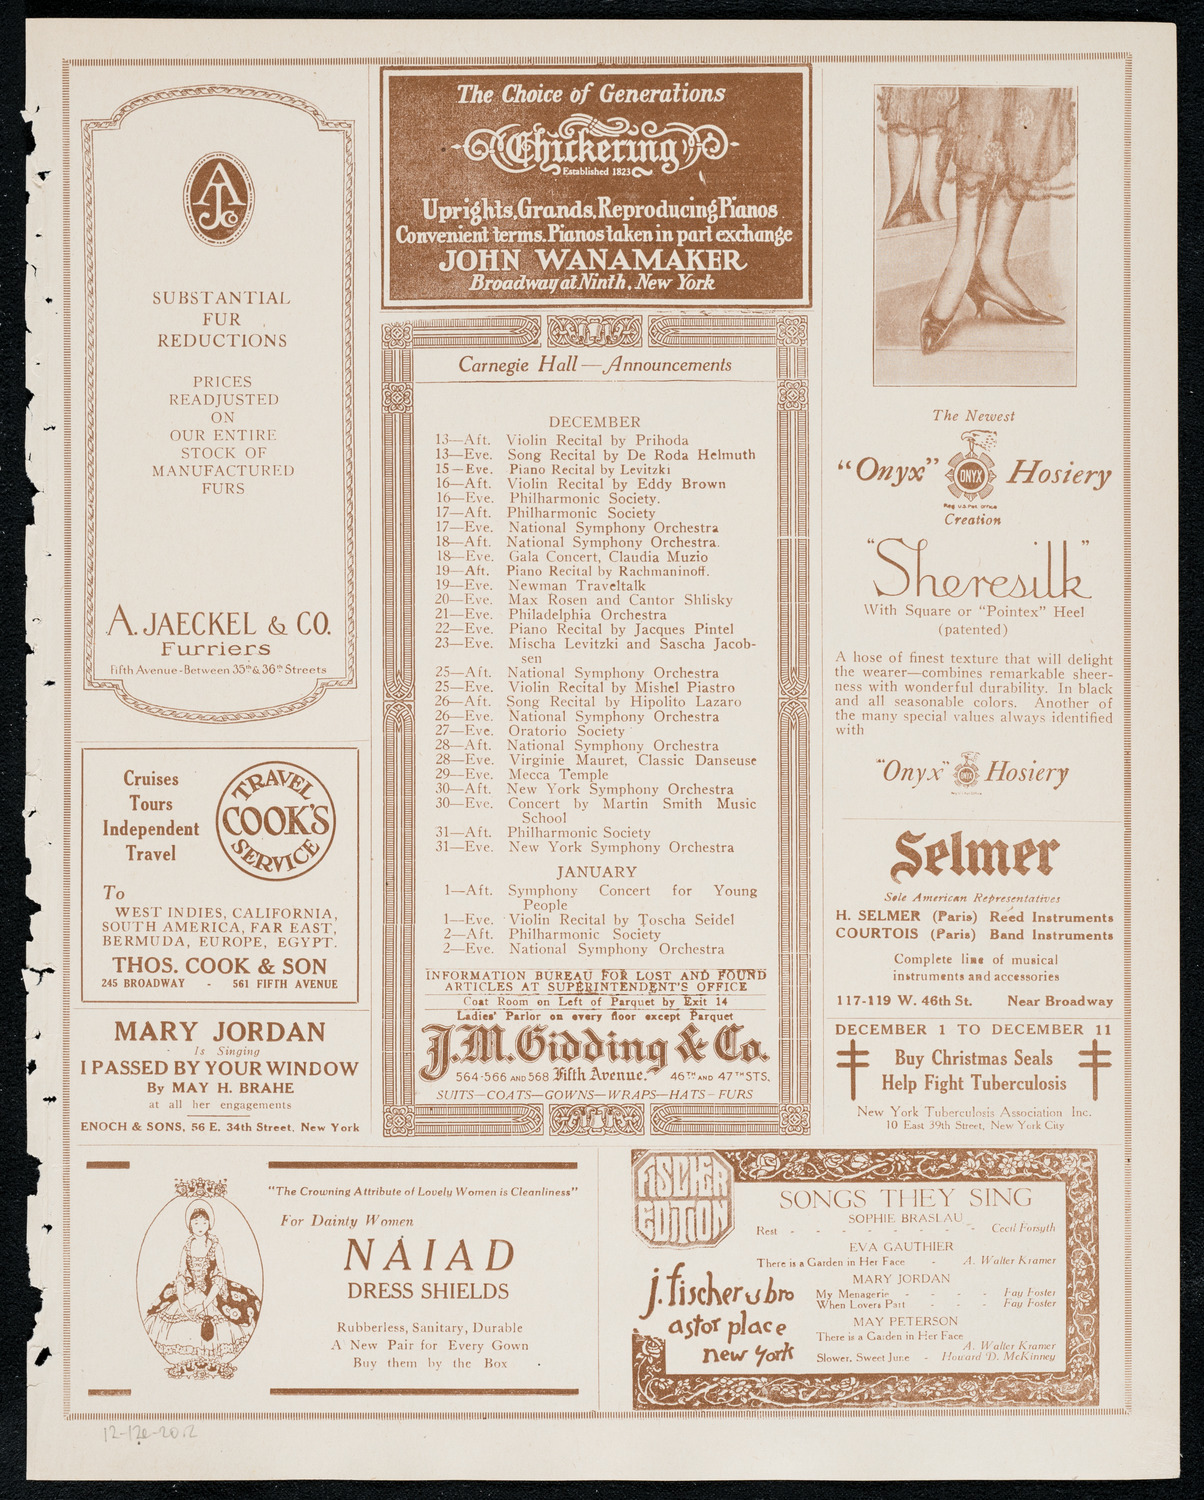 AJCo
SUBSTANTIAL
FUR
REDUCTIONS
PRICES
READJUSTED
ON
OUR ENTIRE
STOCK OF
MANUFACTURED
FURS
A. JAECKEL & CO.
Furriers
Fifth Avenue-Between 35th & 36th Streets
Cruises
Tours
Independent
Travel
TRAVEL
COOK'S
SERVICE
To
WEST INDIES, CALIFORNIA,
SOUTH AMERICA, FAR EAST,
BERMUDA, EUROPE, EGYPT.
THOS. COOK & SON
245 BROADWAY - 561 FIFTH AVENUE
MARY JORDAN
Is Singing
I PASSED BY YOUR WINDOW
By MAY H. BRAHE
at all her engagements
ENOCH & SONS, 56 E. 34th Street, New York
The Choice of Generations
Chickering
Established 1823
Uprights, Grands, Reproducing Pianos
Convenient terms. Pianos taken in part exchange
JOHN WANAMAKER
Broadway at Ninth, New York
Carnegie Hall — Announcements
DECEMBER
13—Aft. Violin Recital by Prihoda
13—Eve. Song Recital by De Roda Helmuth
15—Eve. Piano Recital by Levitzki
16—Aft. Violin Recital by Eddy Brown
16—Eve. Philharmonic Society.
17—Aft. Philharmonic Society
17—Eve. National Symphony Orchestra
18—Aft. National Symphony Orchestra.
18—Eve. Gala Concert, Claudia Muzio
19—Aft. Piano Recital by Rachmaninoff.
19—Eve. Newman Traveltalk
20—Eve. Max Rosen and Cantor Shlisky
21—Eve. Philadelphia Orchestra
22—Eve. Piano Recital by Jacques Pintel
23—Eve. Mischa Levitzki and Sascha Jacob-
sen
25—Aft. National Symphony Orchestra
25—Eve. Violin Recital by Mishel Piastro
26—Aft. Song Recital by Hipolito Lazaro
26—Eve. National Symphony Orchestra
27—Eve. Oratorio Society
28—Aft. National Symphony Orchestra
28—Eve. Virginie Mauret, Classic Danseuse
29—Eve. Mecca Temple
30—Aft. New York Symphony Orchestra
30—Eve. Concert by Martin Smith Music
School
31—Aft. Philharmonic Society
31—Eve. New York Symphony Orchestra
JANUARY
1—Aft. Symphony Concert for Young
People
1—Eve. Violin Recital by Toscha Seidel
2—Aft. Philharmonic Society
2—Eve. National Symphony Orchestra
INFORMATION BUREAU FOR LOST AND FOUND
ARTICLES AT SUPERINTENDENT'S OFFICE
Coat Room on Left of Parquet by Exit 14
Ladies' Parlor on every floor except Parquet
J.M. Gidding & Co.
564-566 AND 568 Fifth Avenue. 46TH AND 47TH STS.
SUITS—COATS—GOWNS—WRAPS—HATS—FURS
The Newest
"Onyx" ONYX Hosiery
Reg. U.S. Pat. Office
Creation
"Sheresilk"
With Square or "Pointex" Heel
(patented)
A hose of finest texture that will delight
the wearer—combines remarkable sheer-
ness with wonderful durability. In black
and all seasonable colors. Another of
the many special values always identified
with
"Onyx" ONYX Hosiery
Selmer
Sole American Representatives
H. SELMER (Paris) Reed Instruments
COURTOIS (Paris) Band Instruments
Complete line of musical
instruments and accessories
117-119 W. 46th St. Near Broadway
DECEMBER 1 TO DECEMBER 11
Buy Christmas Seals
Help Fight Tuberculosis
New York Tuberculosis Association Inc.
10 East 39th Street, New York City
"The Crowning Attribute of Lovely Women is Cleanliness"
For Dainty Women
NAIAD
DRESS SHIELDS
Rubberless, Sanitary, Durable
A New Pair for Every Gown
Buy them by the Box
FISCHER
EDITION
j. fischer & bro
astor place
new york
SONGS THEY SING
SOPHIE BRASLAU
Rest - - - - - - - - Cecil Forsyth
EVA GAUTHIER
There is a Garden in Her Face - A. Walter Kramer
MARY JORDAN
My Menagerie - - - - Fay Foster
When Lovers Part - - - Fay Foster
MAY PETERSON
There is a Garden in Her Face
A. Walter Kramer
Slower, Sweet June - Howard D. McKinney